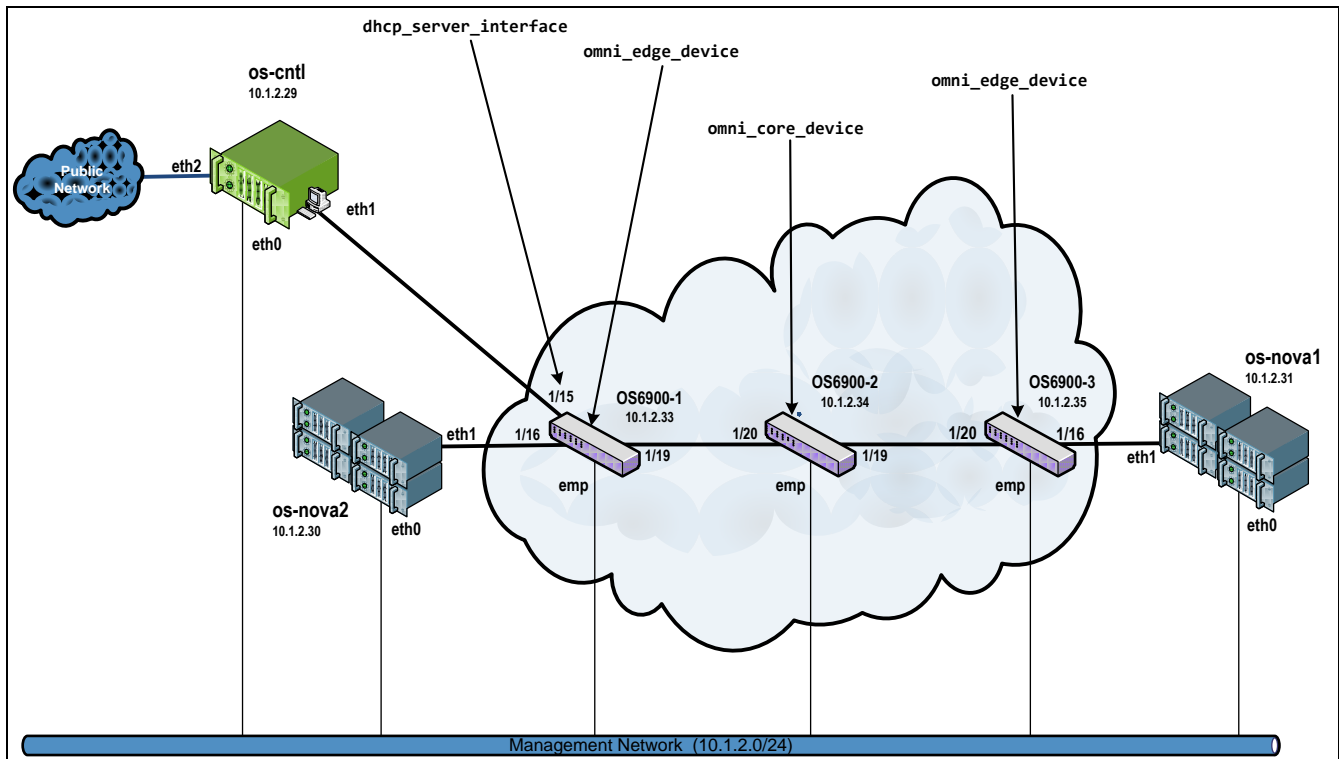 dhcp_server_interface
omni_edge_device
os-cntl
10.1.2.29
omni_edge_device
omni_core_device
Public
Network
eth2
eth1
eth0
os-nova1
10.1.2.31
OS6900-2
10.1.2.34
OS6900-3
10.1.2.35
1/15
OS6900-1
10.1.2.33
eth1
1/16
1/19
1/20
1/19
1/20
1/16
eth1
emp
emp
emp
os-nova2
10.1.2.30
eth0
eth0
Management Network (10.1.2.0/24)